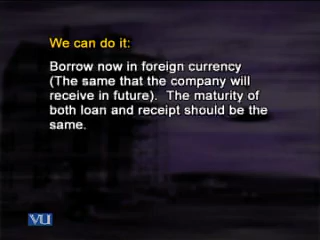 We can do it:
Borrow now in foreign currency
(The same that the company will
receive in future).  The maturity of
both loan and receipt should be the
same.
VU